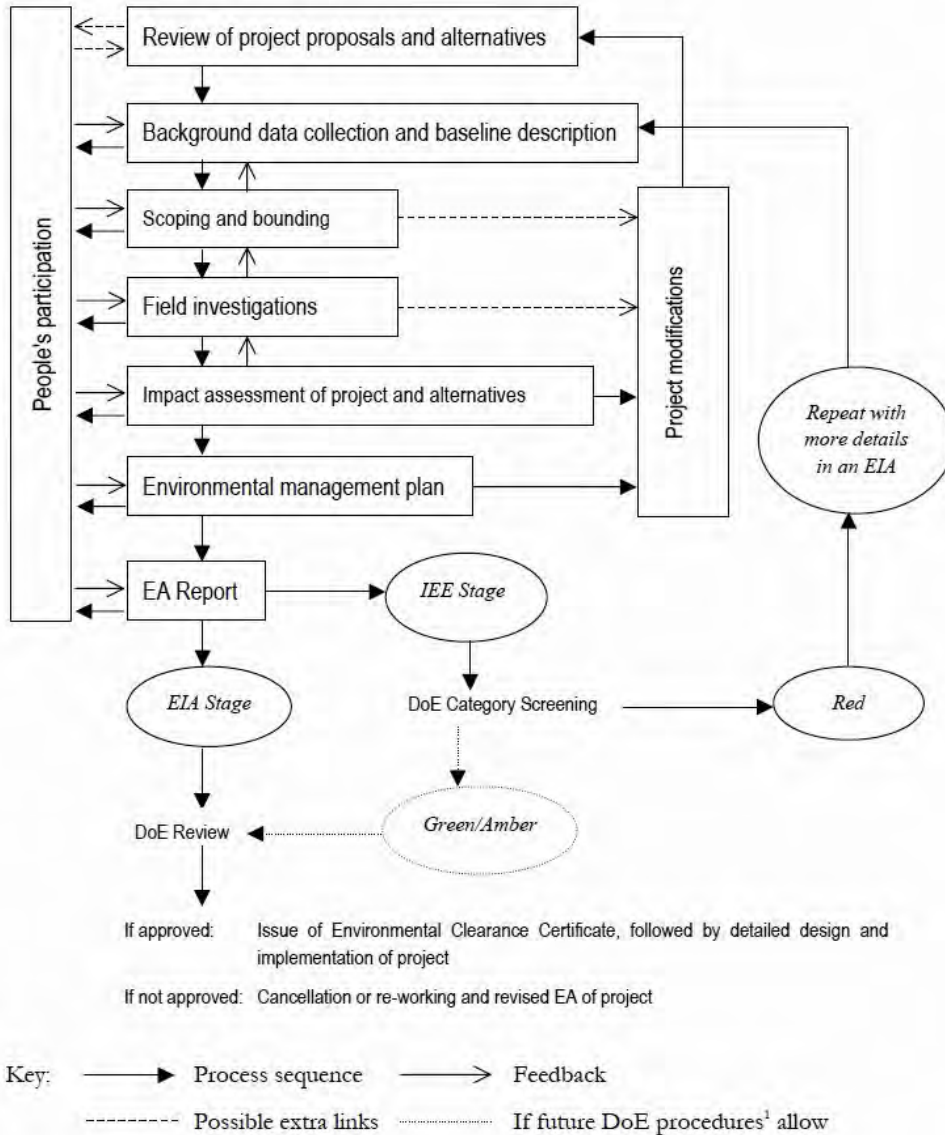 Review of project proposals and alternatives
Background data collection and baseline description
People's participation
Scoping and bounding
Field investigations
Project modifications
Impact assessment of project and alternatives
Repeat with
more details
in an EIA
Environmental management plan
EA Report
IEE Stage
EIA Stage
DoE Category Screening
Red
Green/Amber
DoE Review
If approved: Issue of Environmental Clearance Certificate, followed by detailed design and
implementation of project
If not approved: Cancellation or re-working and revised EA of project
Key: Process sequence Feedback
Possible extra links If future DoE procedures¹ allow